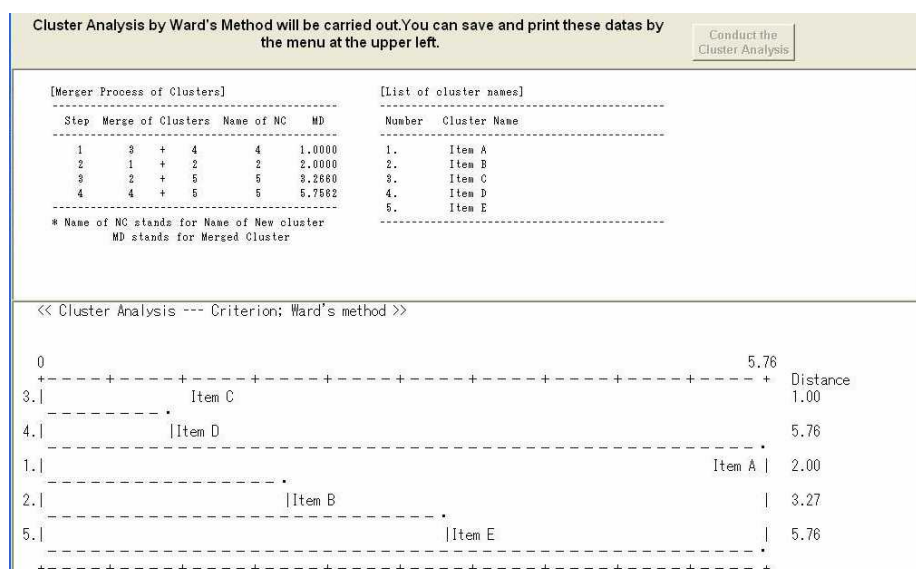 Cluster Analysis by Ward's Method will be carried out.You can save and print these datas by
the menu at the upper left.
Conduct the
Cluster Analysis
[Merger Process of Clusters]
Step Merge of Clusters Name of NC MD
1 3 + 4 4 1.0000
2 1 + 2 2 2.0000
3 2 + 5 5 3.2660
4 4 + 5 5 5.7562
* Name of NC stands for Name of New cluster
MD stands for Merged Cluster
[List of cluster names]
Number Cluster Name
1. Item A
2. Item B
3. Item C
4. Item D
5. Item E
<< Cluster Analysis --- Criterion; Ward's method >>
0 5.76
+----+----+----+----+----+----+----+----+----+----+ Distance
3.| Item C 1.00
4.| |Item D 5.76
1.| Item A | 2.00
2.| |Item B | 3.27
5.| |Item E | 5.76
+----+----+----+----+----+----+----+----+----+----+